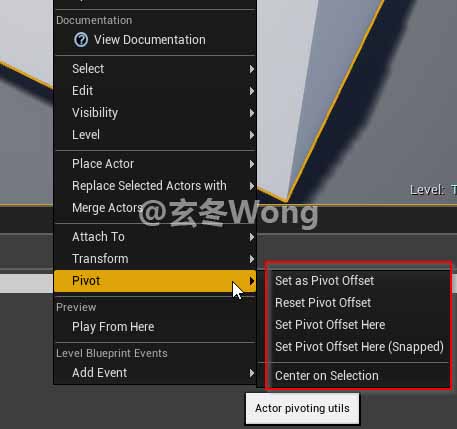 Documentation
View Documentation
Select
Edit
Visibility
Level
Place Actor
Replace Selected Actors with
Merge Actors
@玄冬Wong
Attach To
Transform
Pivot
Preview
Play From Here
Level Blueprint Events
Add Event
Level:
Set as Pivot Offset
Reset Pivot Offset
Set Pivot Offset Here
Set Pivot Offset Here (Snapped)
Center on Selection
Actor pivoting utils